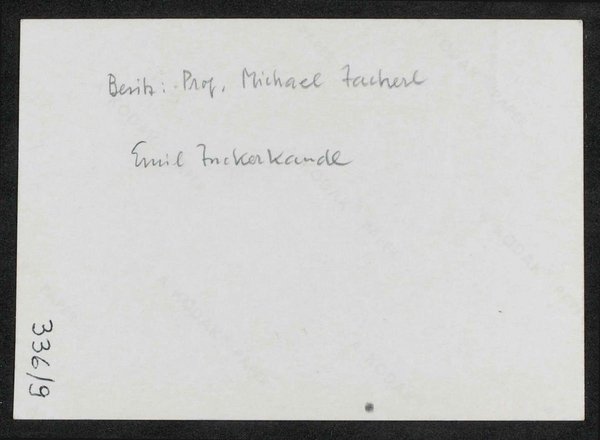 Besitz: Prof. Michael Zacherl
Emil Zuckerkandl
336/9